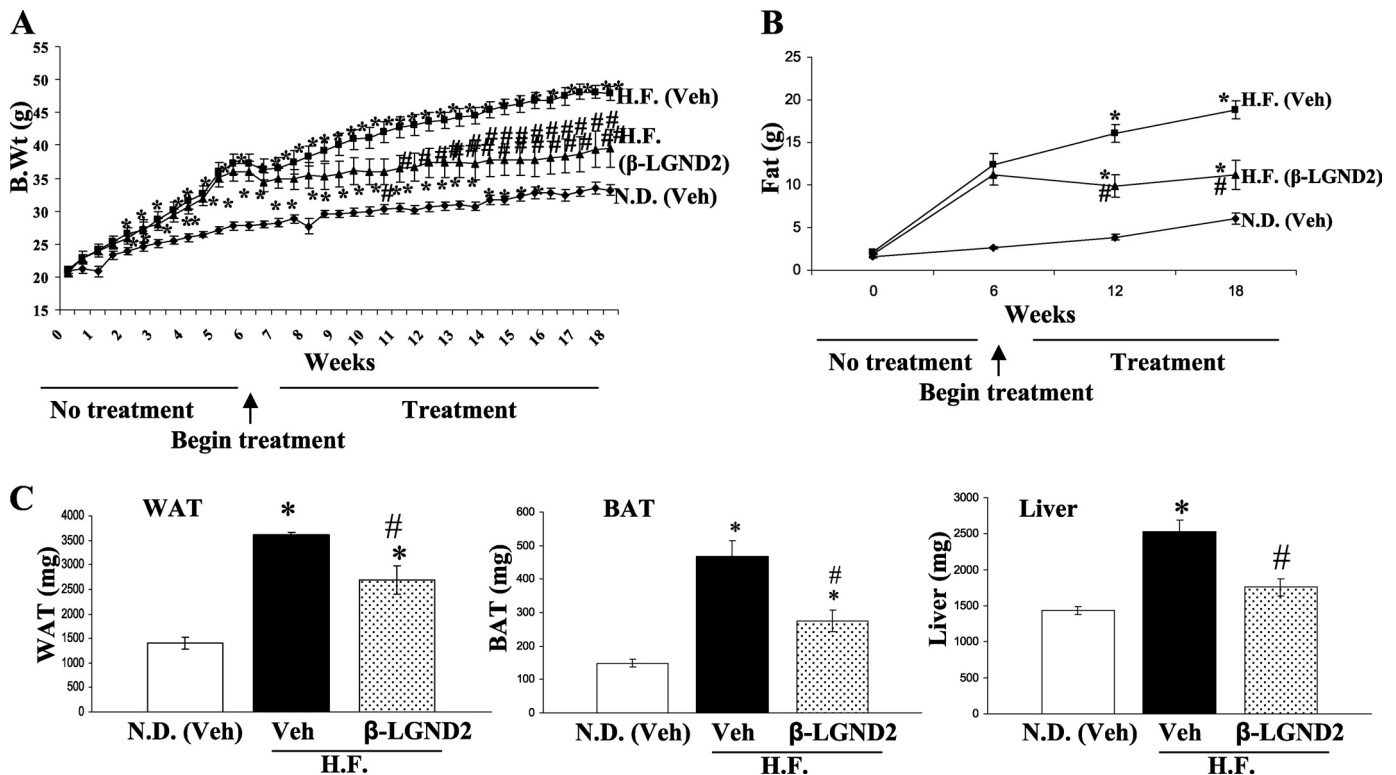 A
B.Wt (g)
55
50
45
40
35
30
25
20
15
H.F. (Veh)
H.F.
(β-LGND2)
N.D. (Veh)
0 1 2 3 4 5 6 7 8 9 10 11 12 13 14 15 16 17 18
Weeks
No treatment
Treatment
Begin treatment
B
Fat (g)
25
20
15
10
5
0
* H.F. (Veh)
*
* H.F. (β-LGND2)
#
*
#
N.D. (Veh)
0 6 12 18
Weeks
No treatment
Treatment
Begin treatment
C
WAT
WAT (mg)
4000
3500
3000
2500
2000
1500
1000
500
0
*
#
*
N.D. (Veh) Veh β-LGND2
H.F.
BAT
BAT (mg)
600
500
400
300
200
100
0
*
#
*
N.D. (Veh) Veh β-LGND2
H.F.
Liver
Liver (mg)
3000
2500
2000
1500
1000
500
0
*
#
N.D. (Veh) Veh β-LGND2
H.F.